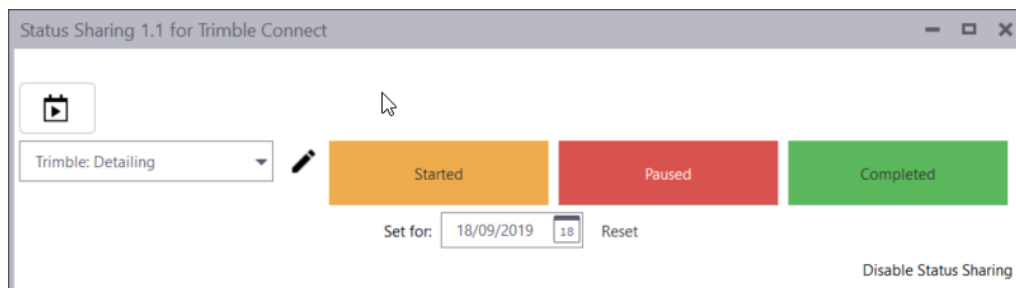 Status Sharing 1.1 for Trimble Connect
Trimble: Detailing
Started
Paused
Completed
Set for: 18/09/2019 18 Reset
Disable Status Sharing